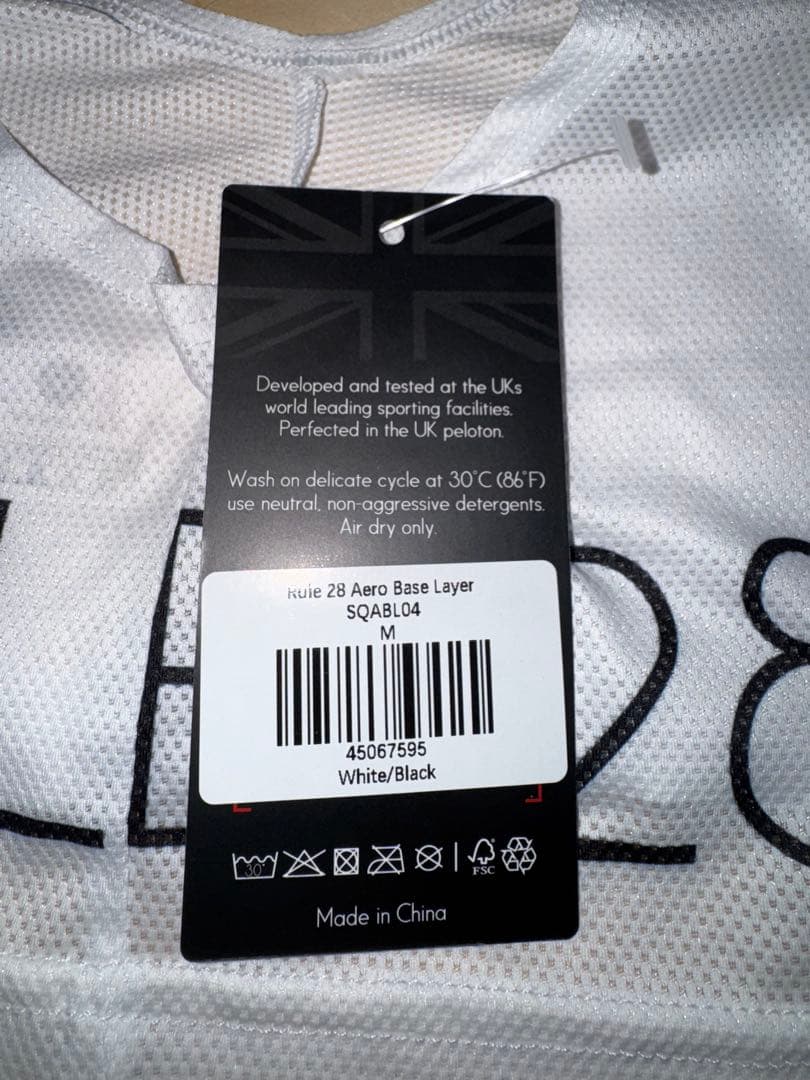 Developed and tested at the UKs
world leading sporting facilities.
Perfected in the UK peloton.
Wash on delicate cycle at 30°C (86°F)
use neutral, non-aggressive detergents.
Air dry only.
Rule 28 Aero Base Layer
SQABL04
M
45067595
White/Black
LE 28
30°
FSC
Made in China